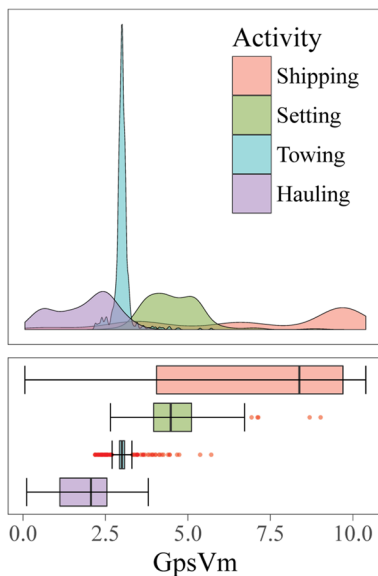 Activity
Shipping
Setting
Towing
Hauling
0.0 2.5 5.0 7.5 10.0
GpsVm